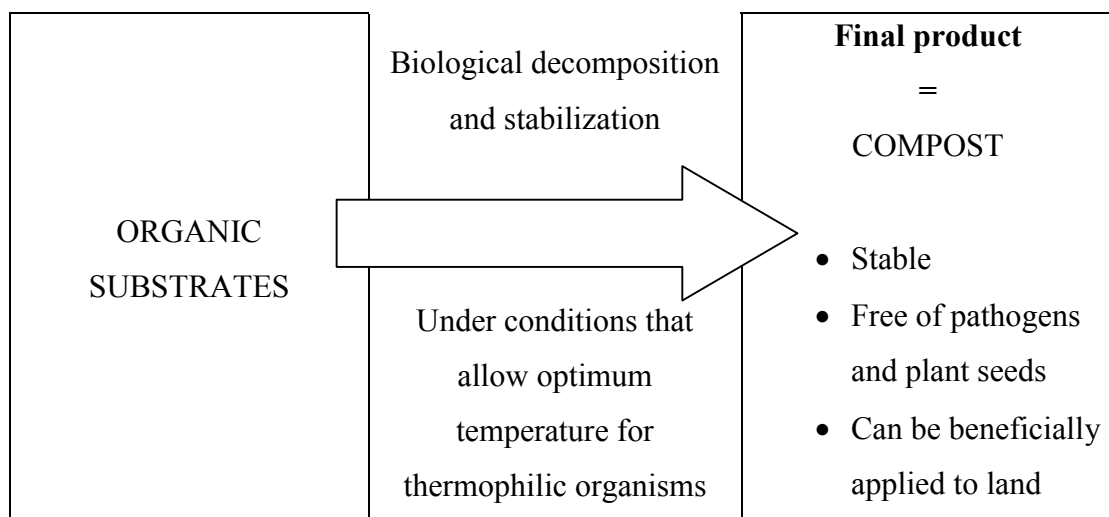 ORGANIC
SUBSTRATES
Biological decomposition
and stabilization
Under conditions that
allow optimum
temperature for
thermophilic organisms
Final product
=
COMPOST
• Stable
• Free of pathogens
and plant seeds
• Can be beneficially
applied to land